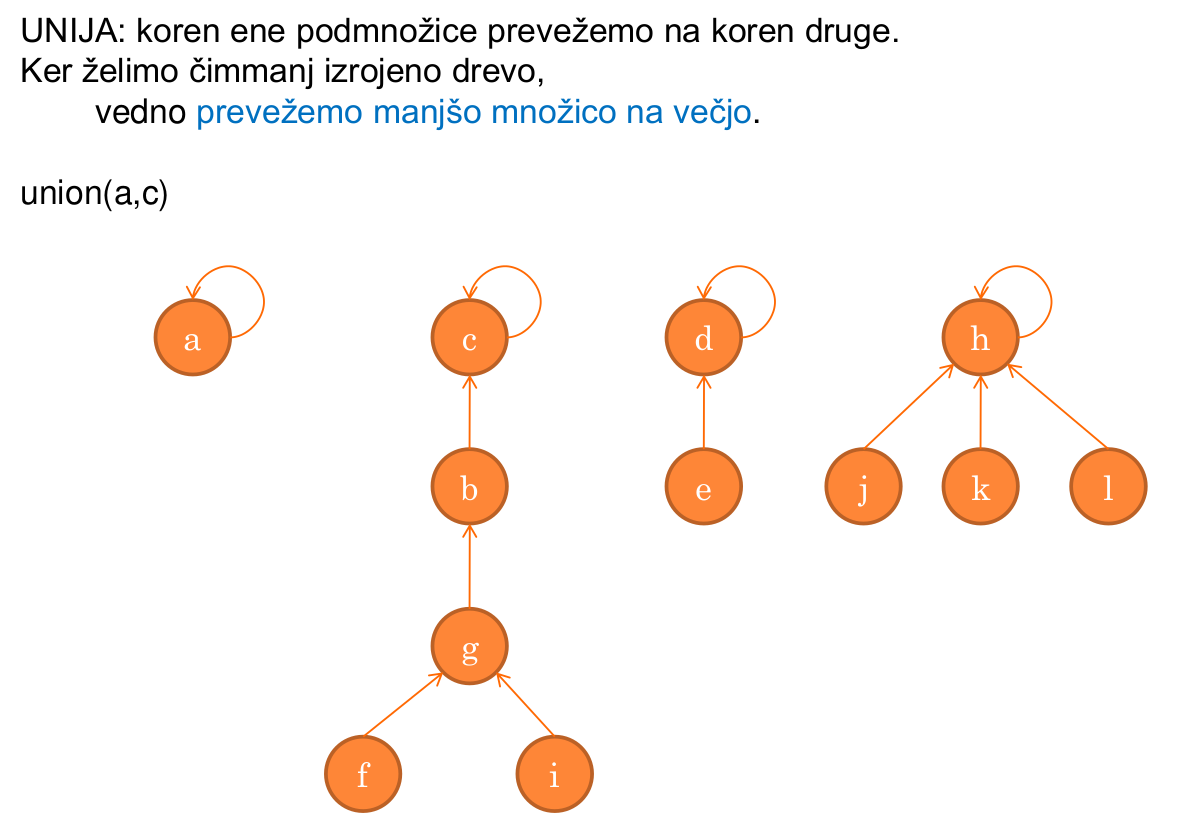 UNIJA: koren ene podmnožice prevežemo na koren druge.
Ker želimo čimmanj izrojeno drevo,
vedno prevežemo manjšo množico na večjo.
union(a,c)
a c d h
b e j k l
g
f i